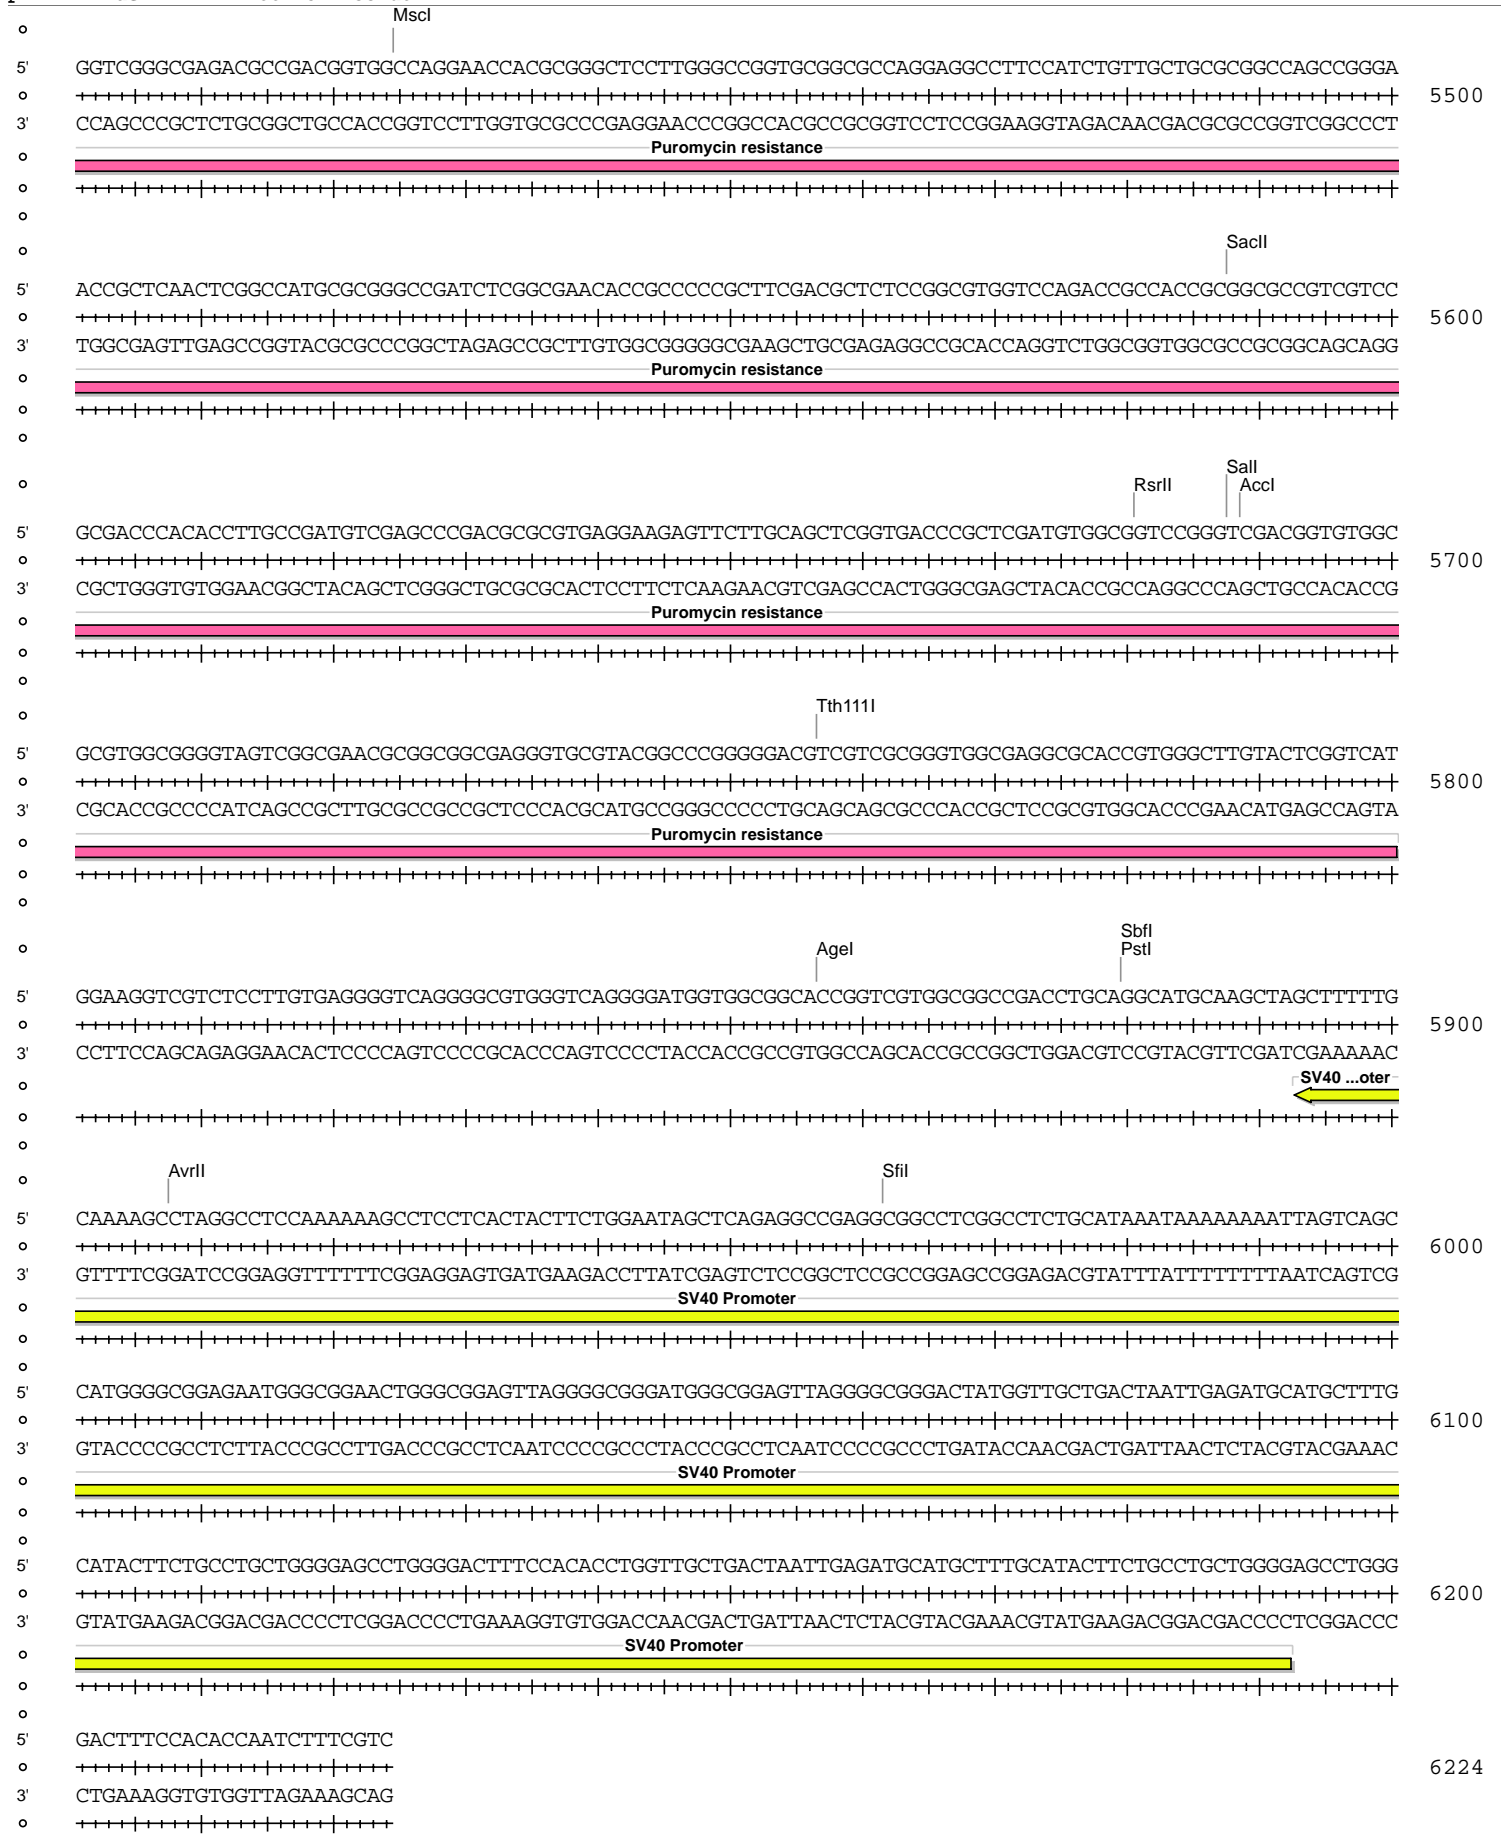 MscI
5' GGTCGGGCGAGACGCCGACGGTGGCCAGGAACCACGCGGGCTCCTTGGGCCGGTGCGGCGCCAGGAGGCCTTCCATCTGTTGCTGCGCGGCCAGCCGGGA
5500
3' CCAGCCCGCTCTGCGGCTGCCACCGGTCCTTGGTGCGCCCGAGGAACCCGGCCACGCCGCGGTCCTCCGGAAGGTAGACAACGACGCGCCGGTCGGCCCT
Puromycin resistance
SacII
5' ACCGCTCAACTCGGCCATGCGCGGGCCGATCTCGGCGAACACCGCCCCCGCTTCGACGCTCTCCGGCGTGGTCCAGACCGCCACCGCGGCGCCGTCGTCC
5600
3' TGGCGAGTTGAGCCGGTACGCGCCCGGCTAGAGCCGCTTGTGGCGGGGGCGAAGCTGCGAGAGGCCGCACCAGGTCTGGCGGTGGCGCCGCGGCAGCAGG
Puromycin resistance
SalI
RsrII AccI
5' GCGACCCACACCTTGCCGATGTCGAGCCCGACGCGCGTGAGGAAGAGTTCTTGCAGCTCGGTGACCCGCTCGATGTGGCGGTCCGGGTCGACGGTGTGGC
5700
3' CGCTGGGTGTGGAACGGCTACAGCTCGGGCTGCGCGCACTCCTTCTCAAGAACGTCGAGCCACTGGGCGAGCTACACCGCCAGGCCCAGCTGCCACACCG
Puromycin resistance
Tth111I
5' GCGTGGCGGGGTAGTCGGCGAACGCGGCGGCGAGGGTGCGTACGGCCCGGGGGACGTCGTCGCGGGTGGCGAGGCGCACCGTGGGCTTGTACTCGGTCAT
5800
3' CGCACCGCCCCATCAGCCGCTTGCGCCGCCGCTCCCACGCATGCCGGGCCCCCTGCAGCAGCGCCCACCGCTCCGCGTGGCACCCGAACATGAGCCAGTA
Puromycin resistance
SbfI
AgeI PstI
5' GGAAGGTCGTCTCCTTGTGAGGGGTCAGGGGCGTGGGTCAGGGGATGGTGGCGGCACCGGTCGTGGCGGCCGACCTGCAGGCATGCAAGCTAGCTTTTTG
5900
3' CCTTCCAGCAGAGGAACACTCCCCAGTCCCCGCACCCAGTCCCCTACCACCGCCGTGGCCAGCACCGCCGGCTGGACGTCCGTACGTTCGATCGAAAAAC
SV40 ...oter
AvrII SfiI
5' CAAAAGCCTAGGCCTCCAAAAAAGCCTCCTCACTACTTCTGGAATAGCTCAGAGGCCGAGGCGGCCTCGGCCTCTGCATAAATAAAAAAAATTAGTCAGC
6000
3' GTTTTCGGATCCGGAGGTTTTTTCGGAGGAGTGATGAAGACCTTATCGAGTCTCCGGCTCCGCCGGAGCCGGAGACGTATTTATTTTTTTTAATCAGTCG
SV40 Promoter
5' CATGGGGCGGAGAATGGGCGGAACTGGGCGGAGTTAGGGGCGGGATGGGCGGAGTTAGGGGCGGGACTATGGTTGCTGACTAATTGAGATGCATGCTTTG
6100
3' GTACCCCGCCTCTTACCCGCCTTGACCCGCCTCAATCCCCGCCCTACCCGCCTCAATCCCCGCCCTGATACCAACGACTGATTAACTCTACGTACGAAAC
SV40 Promoter
5' CATACTTCTGCCTGCTGGGGAGCCTGGGGACTTTCCACACCTGGTTGCTGACTAATTGAGATGCATGCTTTGCATACTTCTGCCTGCTGGGGAGCCTGGG
6200
3' GTATGAAGACGGACGACCCCTCGGACCCCTGAAAGGTGTGGACCAACGACTGATTAACTCTACGTACGAAACGTATGAAGACGGACGACCCCTCGGACCC
SV40 Promoter
5' GACTTTCCACACCAATCTTTCGTC
6224
3' CTGAAAGGTGTGGTTAGAAAGCAG